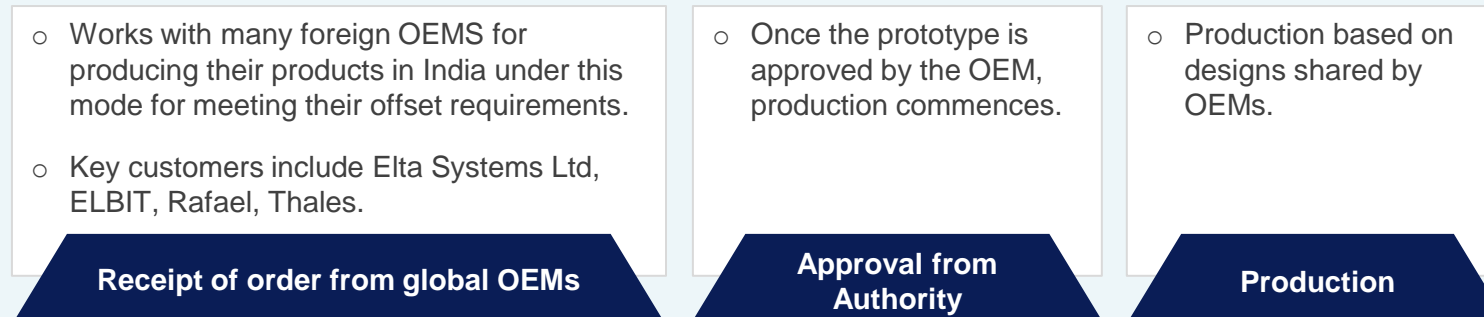 o Works with many foreign OEMS for
producing their products in India under this
mode for meeting their offset requirements.
o Key customers include Elta Systems Ltd,
ELBIT, Rafael, Thales.
Receipt of order from global OEMs
o Once the prototype is
approved by the OEM,
production commences.
Approval from
Authority
o Production based on
designs shared by
OEMs.
Production